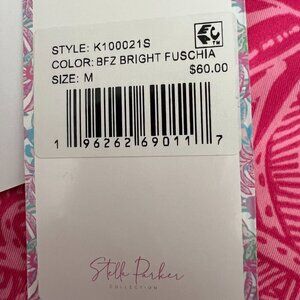 STYLE: K100021S
COLOR: BFZ BRIGHT FUSCHIA
SIZE: M
$60.00
1 96262 69011 7
Stella Parker
COLLECTION